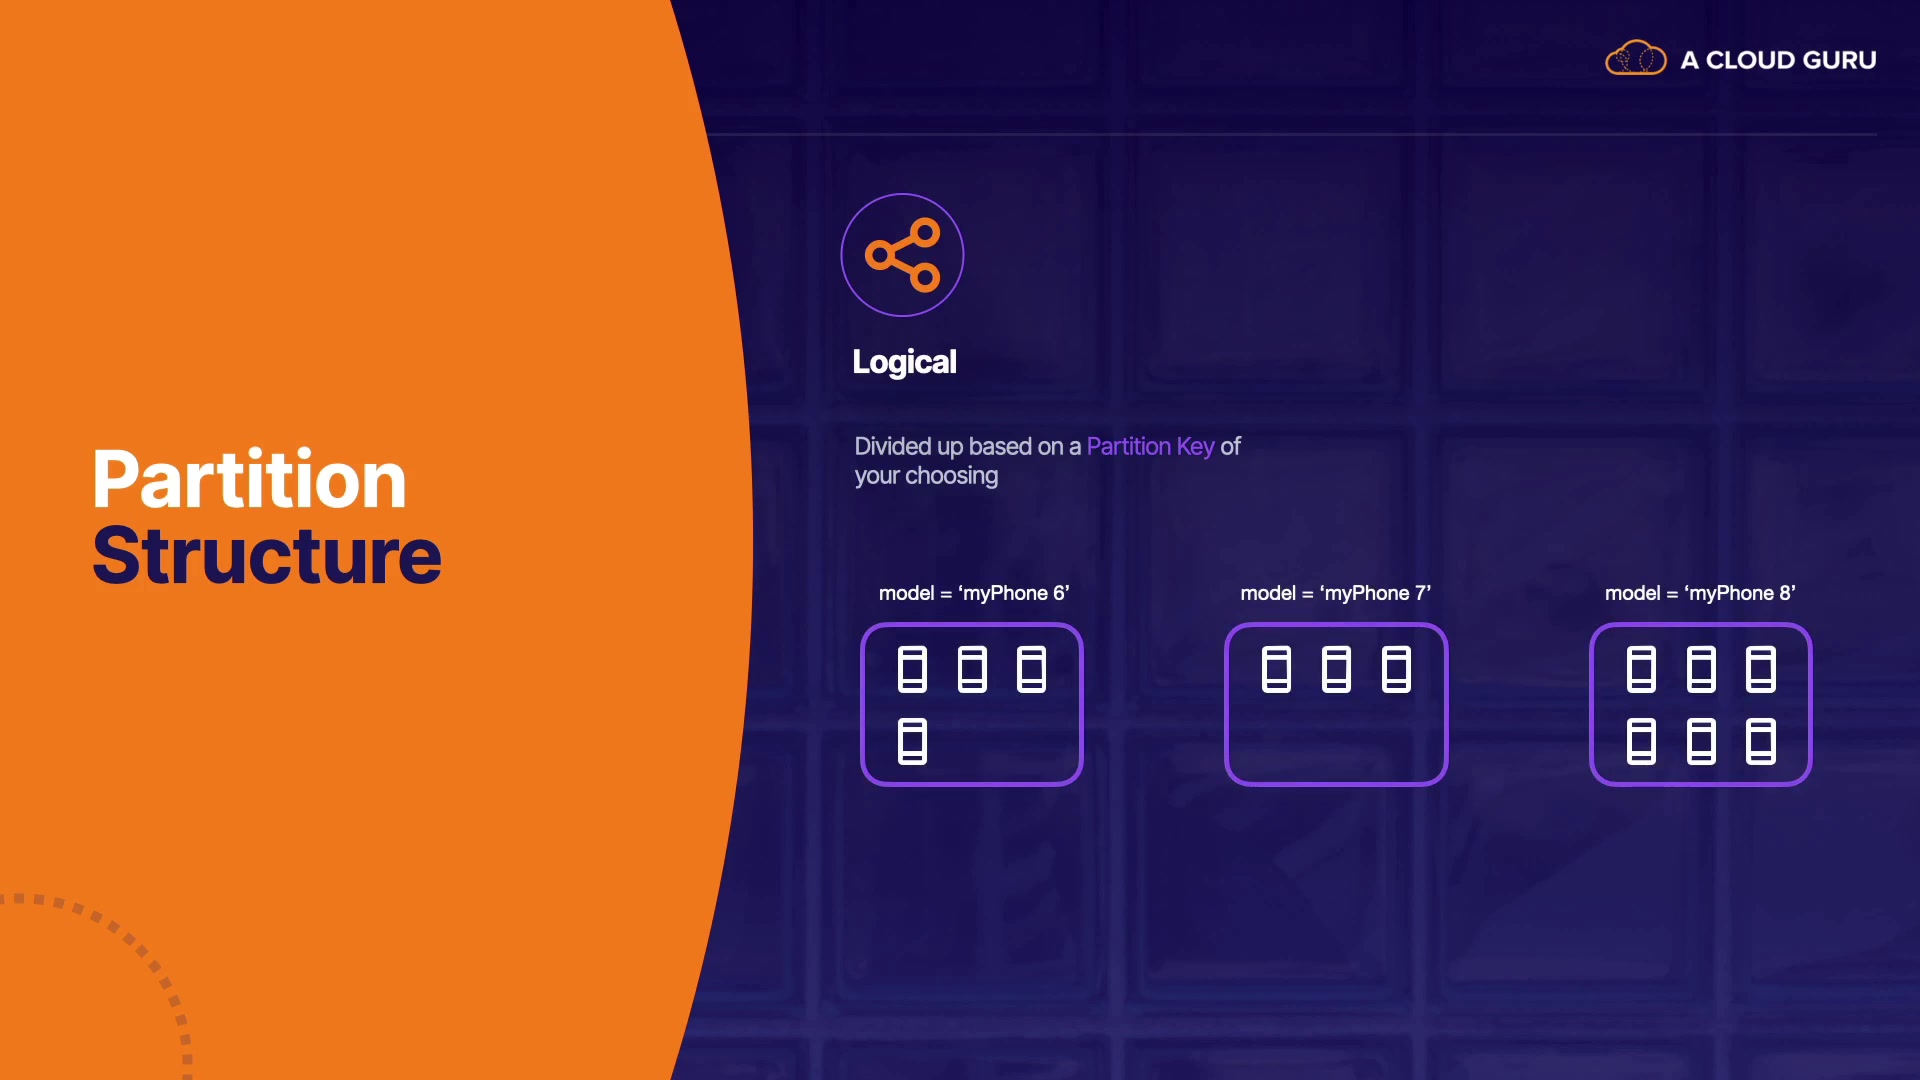 A CLOUD GURU
Partition
Structure
Logical
Divided up based on a Partition Key of
your choosing
model = ‘myPhone 6’
model = ‘myPhone 7’
model = ‘myPhone 8’